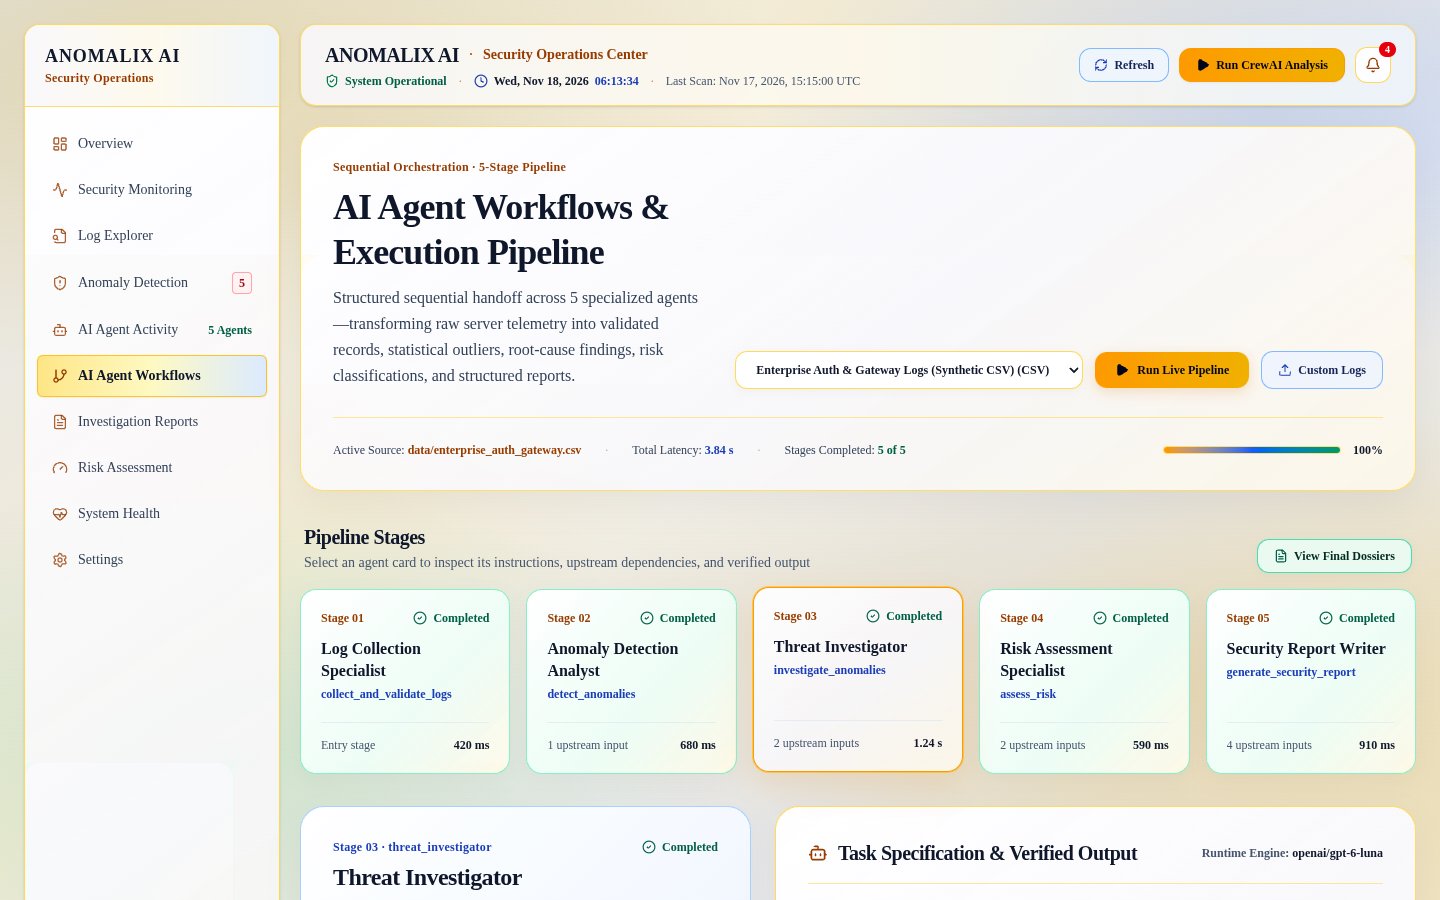 ANOMALIX AI
Security Operations
Overview
Security Monitoring
Log Explorer
Anomaly Detection 5
AI Agent Activity 5 Agents
AI Agent Workflows
Investigation Reports
Risk Assessment
System Health
Settings
ANOMALIX AI · Security Operations Center
System Operational · Wed, Nov 18, 2026 06:13:34 · Last Scan: Nov 17, 2026, 15:15:00 UTC
Refresh
Run CrewAI Analysis
4
Sequential Orchestration · 5-Stage Pipeline
AI Agent Workflows &
Execution Pipeline
Structured sequential handoff across 5 specialized agents
—transforming raw server telemetry into validated
records, statistical outliers, root-cause findings, risk
classifications, and structured reports.
Enterprise Auth & Gateway Logs (Synthetic CSV) (CSV)
Run Live Pipeline
Custom Logs
Active Source: data/enterprise_auth_gateway.csv · Total Latency: 3.84 s · Stages Completed: 5 of 5
100%
Pipeline Stages
Select an agent card to inspect its instructions, upstream dependencies, and verified output
View Final Dossiers
Stage 01 Completed
Log Collection
Specialist
collect_and_validate_logs
Entry stage 420 ms
Stage 02 Completed
Anomaly Detection
Analyst
detect_anomalies
1 upstream input 680 ms
Stage 03 Completed
Threat Investigator
investigate_anomalies
2 upstream inputs 1.24 s
Stage 04 Completed
Risk Assessment
Specialist
assess_risk
2 upstream inputs 590 ms
Stage 05 Completed
Security Report Writer
generate_security_report
4 upstream inputs 910 ms
Stage 03 · threat_investigator Completed
Threat Investigator
Task Specification & Verified Output
Runtime Engine: openai/gpt-6-luna